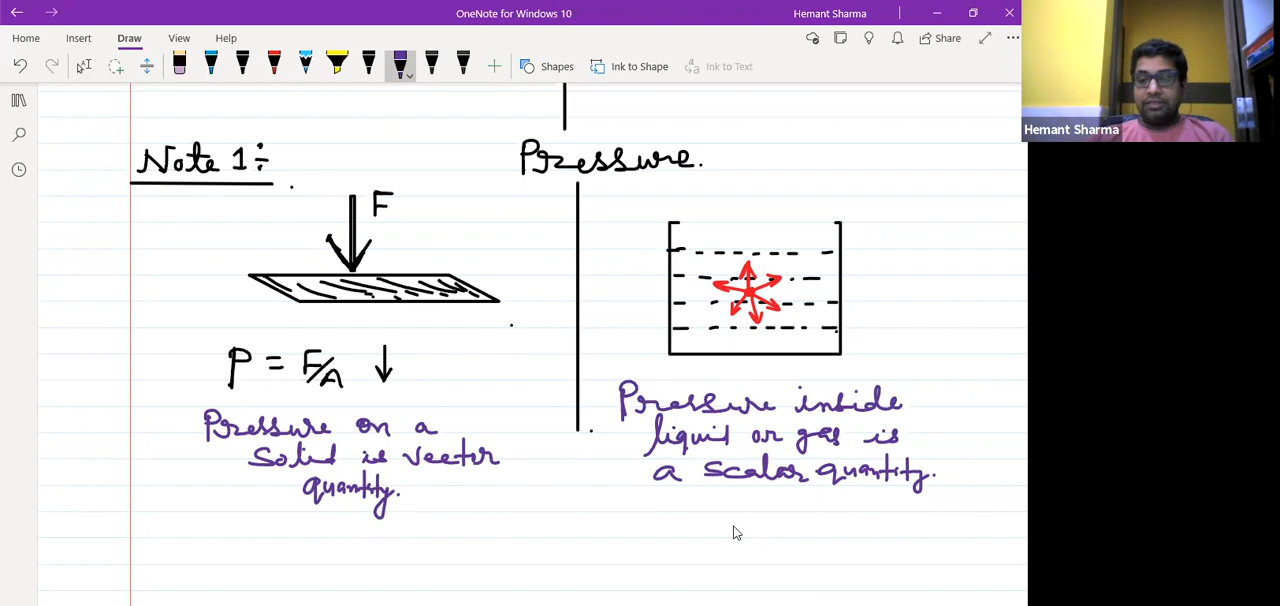 OneNote for Windows 10
Hemant Sharma
Home Insert Draw View Help
Share
Shapes
Ink to Shape
Ink to Text
Hemant Sharma
Note 1:
Pressure.
F
P = F/A ↓
Pressure on a
solid is vector
quantity.
Pressure inside
liquid or gas is
a scalar quantity.